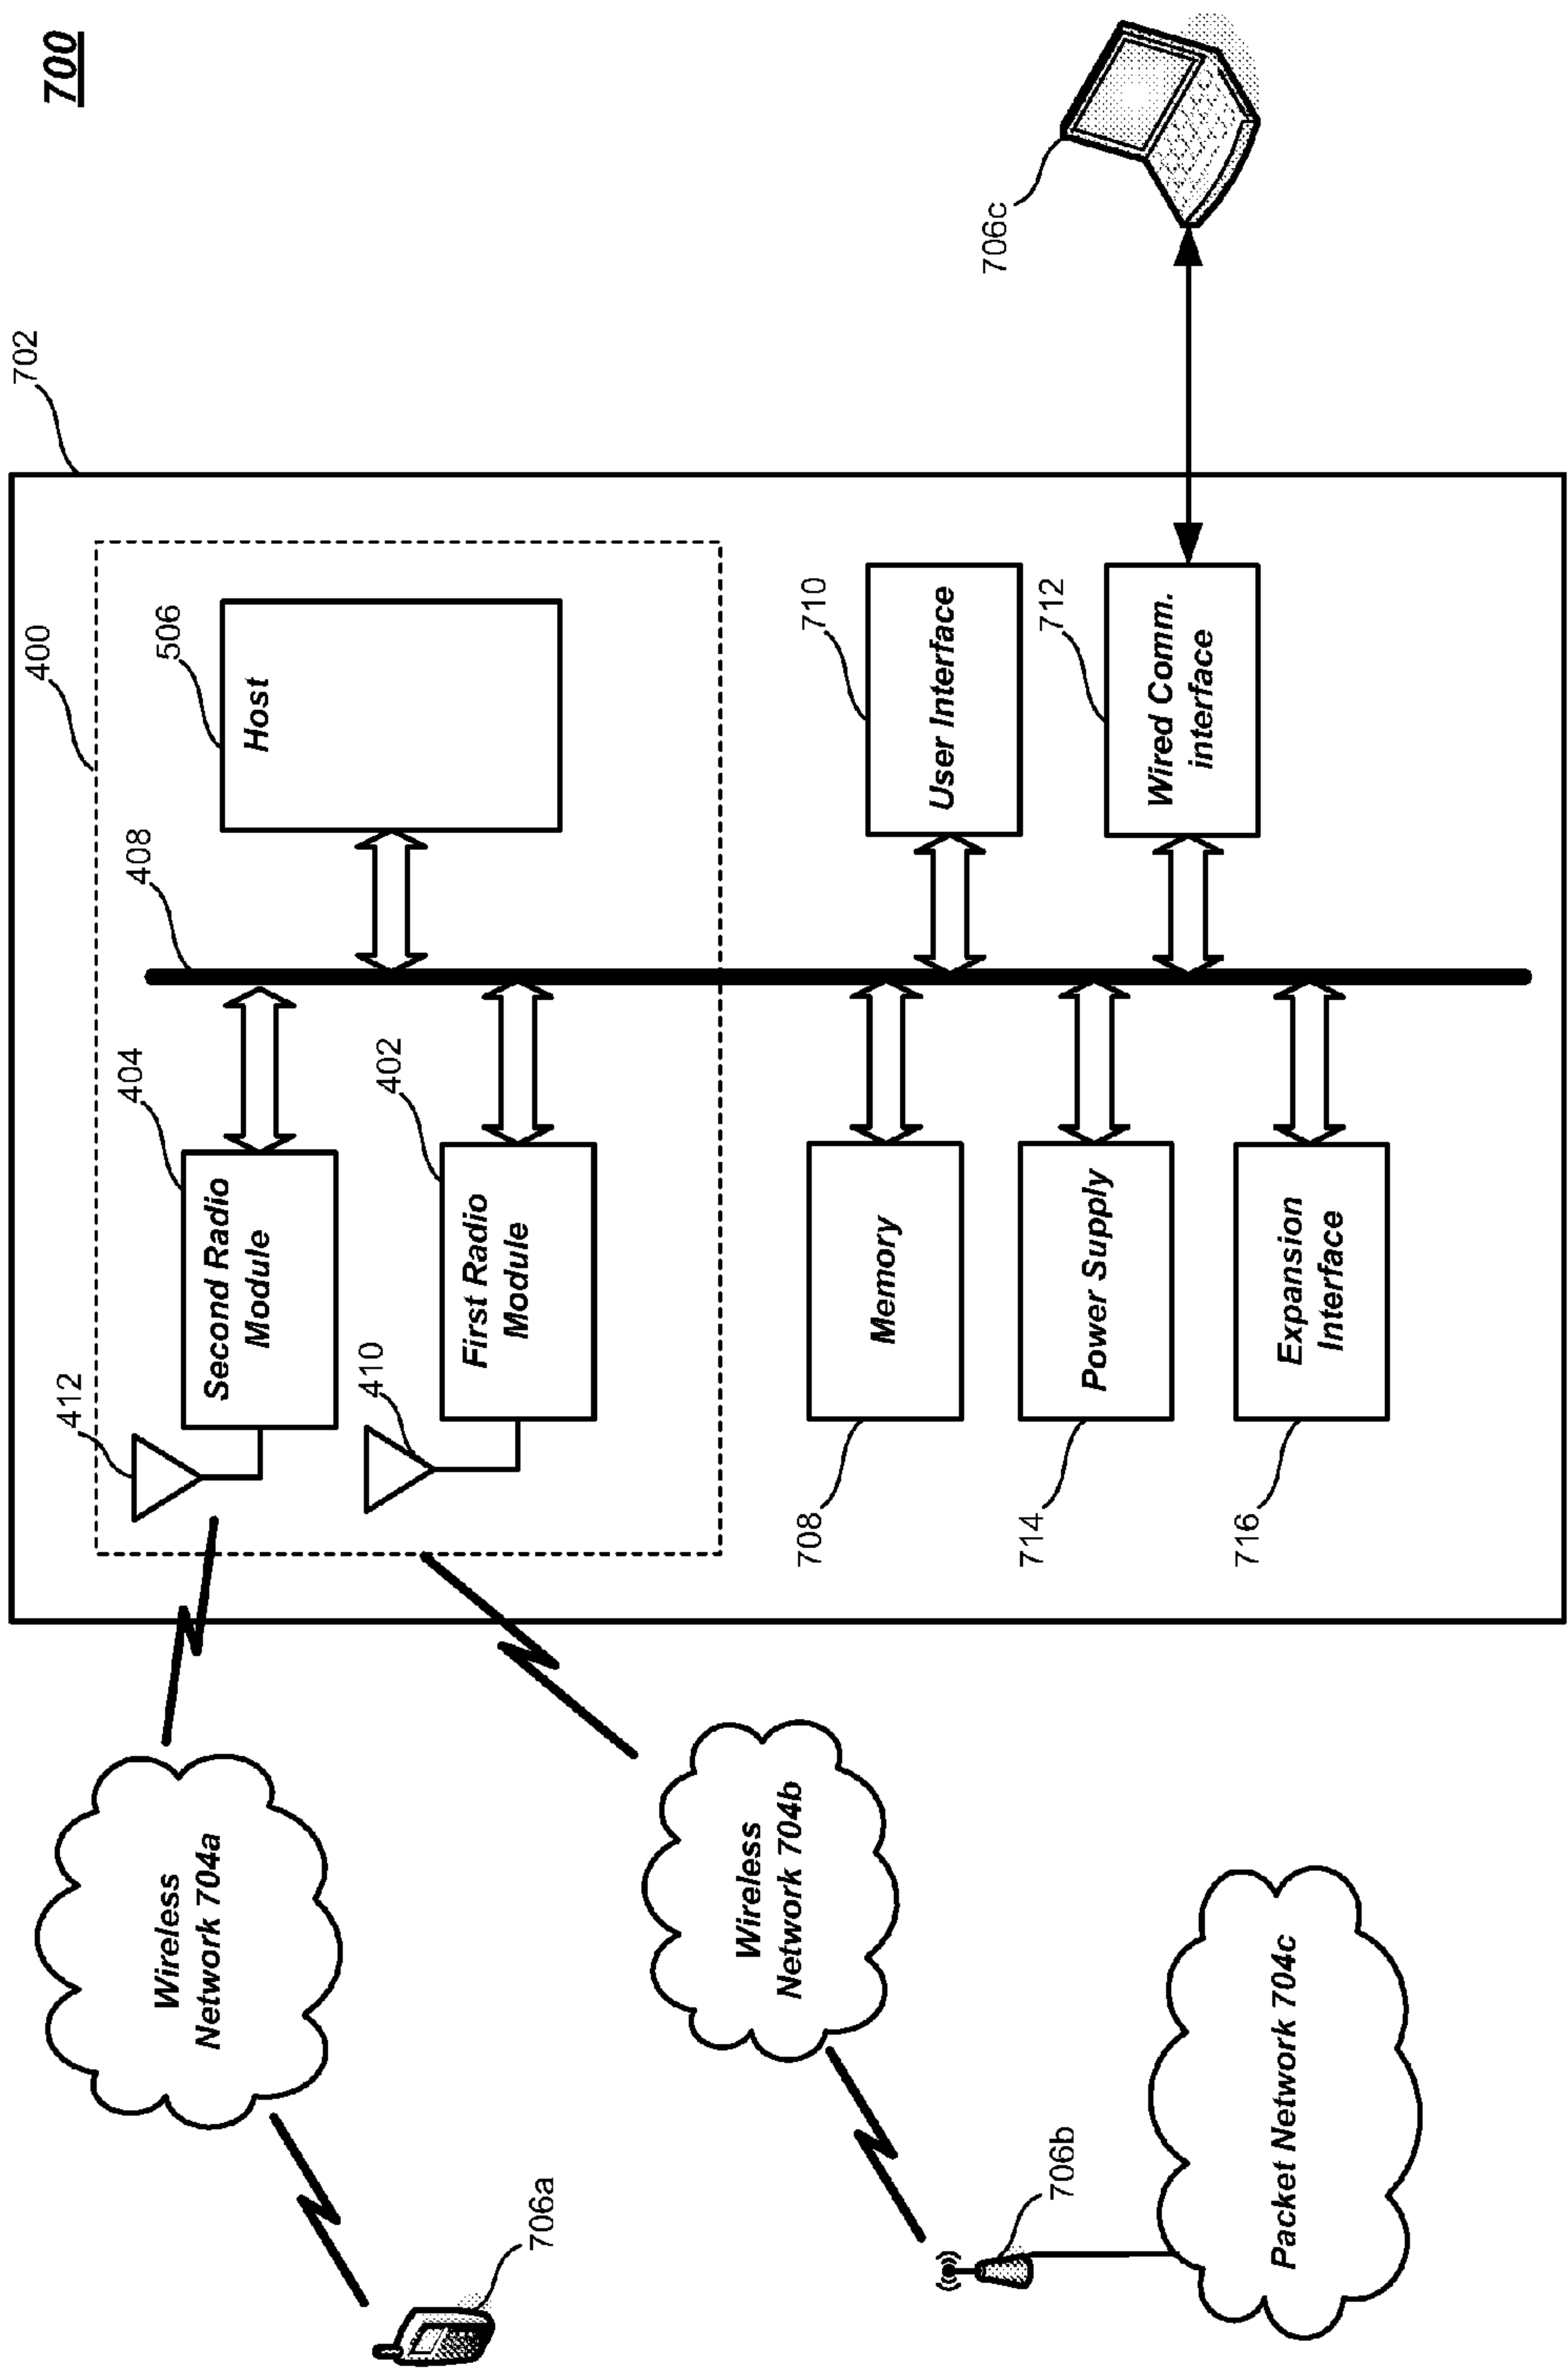 700
702
400
412
404
408
506
Second Radio
Module
Host
410
402
First Radio
Module
Wireless
Network 704a
706a
Wireless
Network 704b
706b
Packet Network 704c
708
Memory
710
User Interface
706c
714
Power Supply
712
Wired Comm.
interface
716
Expansion
Interface